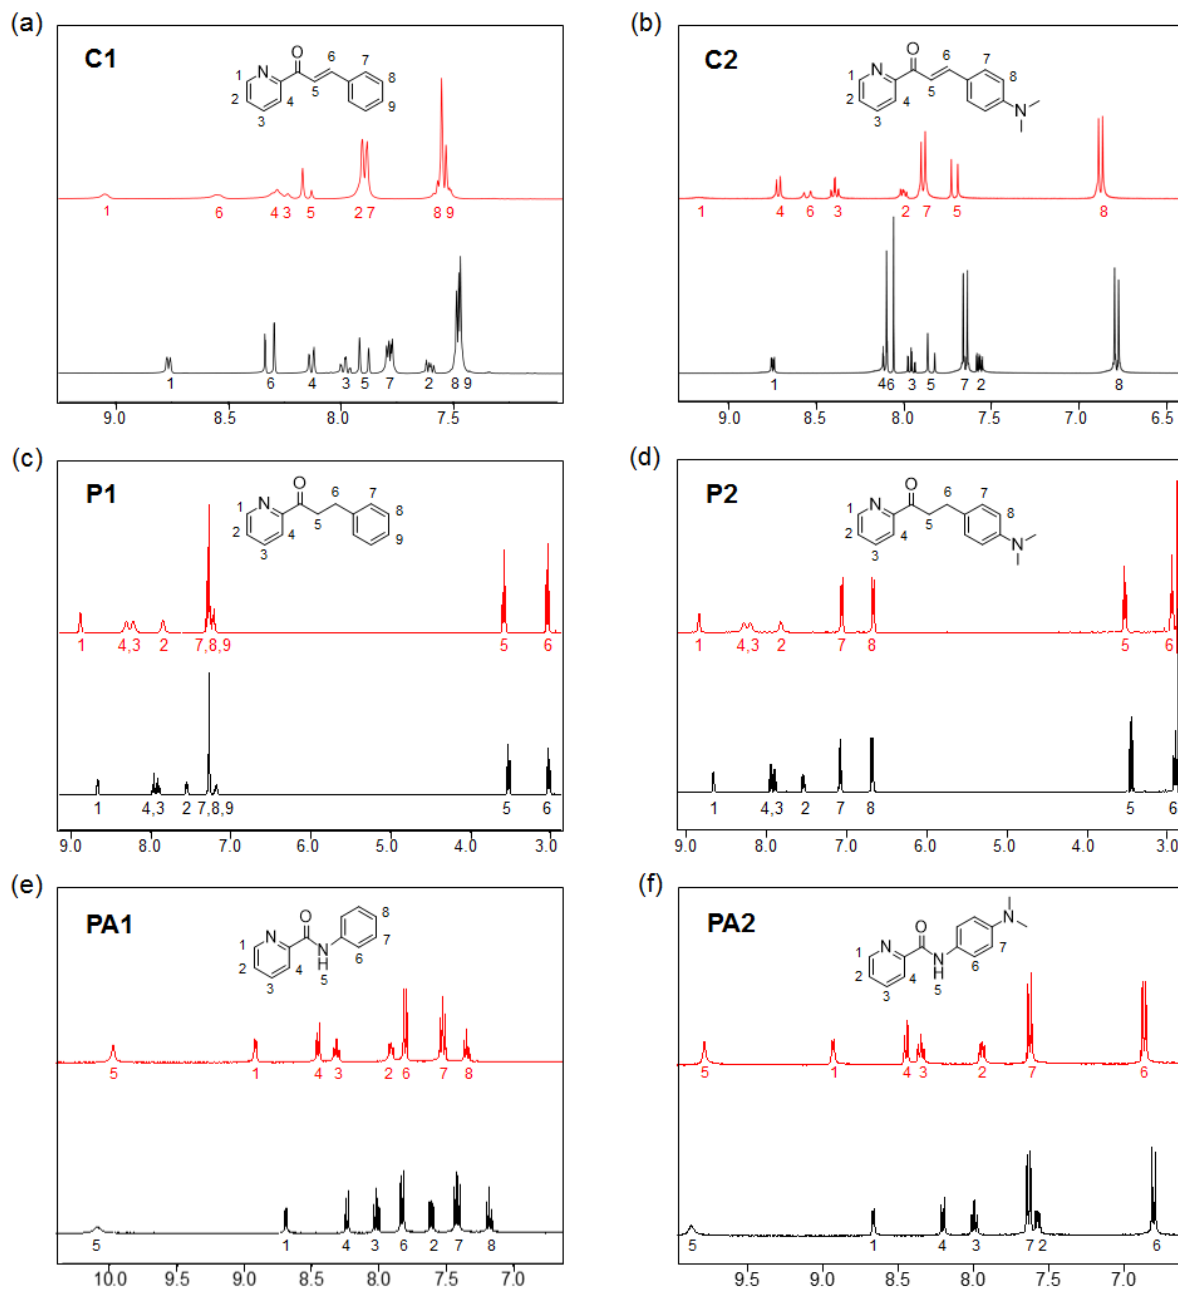 (a)
C1
O
N
1 2 3 4 5 6 7 8 9
1 6 4 3 5 2 7 8 9
1 6 4 3 5 7 2 8 9
9.0 8.5 8.0 7.5
(b)
C2
O
N
N
1 2 3 4 5 6 7 8
1 4 6 3 2 7 5 8
1 4 6 3 5 7 2 8
9.0 8.5 8.0 7.5 7.0 6.5
(c)
P1
O
N
1 2 3 4 5 6 7 8 9
1 4,3 2 7,8,9 5 6
1 4,3 2 7,8,9 5 6
9.0 8.0 7.0 6.0 5.0 4.0 3.0
(d)
P2
O
N
N
1 2 3 4 5 6 7 8
1 4,3 2 7 8 5 6
1 4,3 2 7 8 5 6
9.0 8.0 7.0 6.0 5.0 4.0 3.0
(e)
PA1
O
N
N
H
1 2 3 4 5 6 7 8
5 1 4 3 2 6 7 8
5 1 4 3 6 2 7 8
10.0 9.5 9.0 8.5 8.0 7.5 7.0
(f)
PA2
N
O
N
N
H
1 2 3 4 5 6 7
5 1 4 3 2 7 6
5 1 4 3 7 2 6
9.5 9.0 8.5 8.0 7.5 7.0